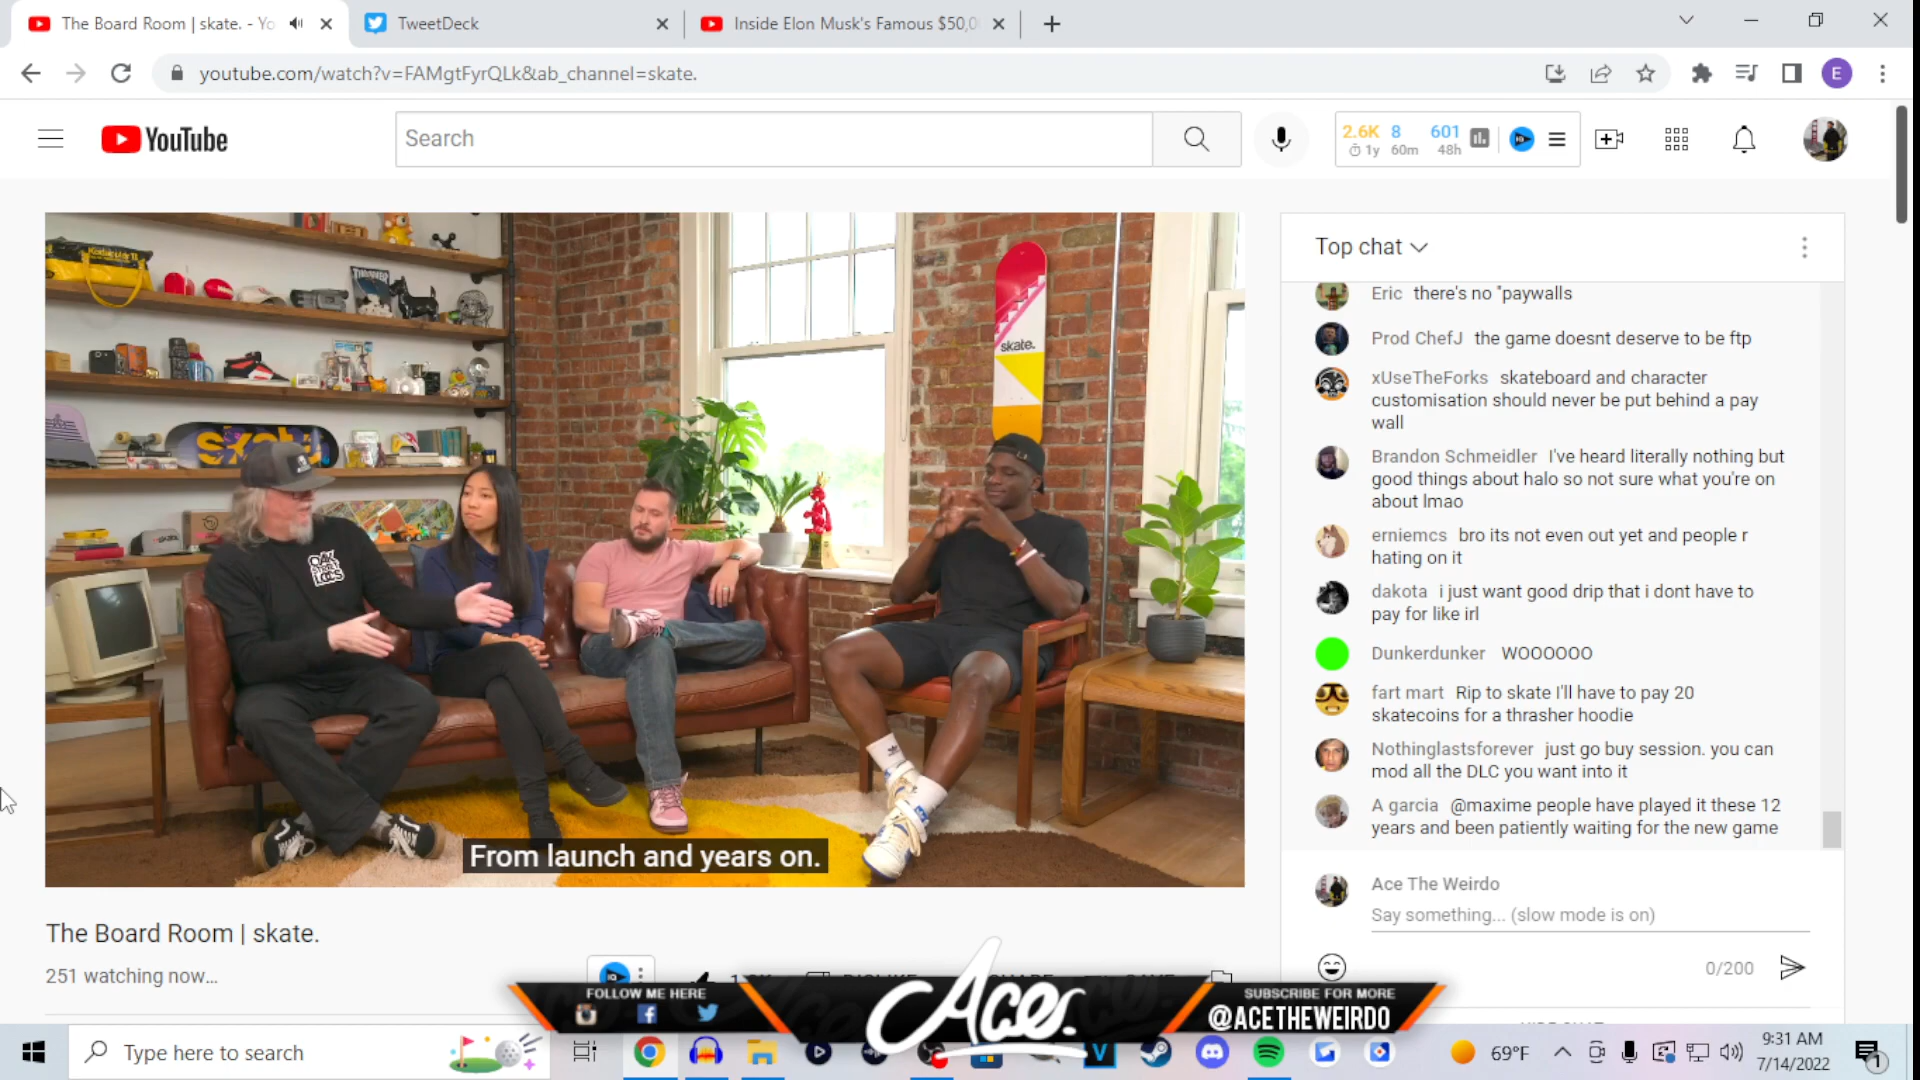 The Board Room | skate. - Yo
TweetDeck
Inside Elon Musk's Famous $50,0
youtube.com/watch?v=FAMgtFyrQLk&ab_channel=skate.
E
YouTube
Search
2.6K 8 601
1y 60m 48h
skate.
From launch and years on.
Top chat
Eric there's no "paywalls
Prod ChefJ the game doesnt deserve to be ftp
xUseTheForks skateboard and character
customisation should never be put behind a pay
wall
Brandon Schmeidler I've heard literally nothing but
good things about halo so not sure what you're on
about lmao
erniemcs bro its not even out yet and people r
hating on it
dakota i just want good drip that i dont have to
pay for like irl
Dunkerdunker WOOOOOO
fart mart Rip to skate I'll have to pay 20
skatecoins for a thrasher hoodie
Nothinglastsforever just go buy session. you can
mod all the DLC you want into it
A garcia @maxime people have played it these 12
years and been patiently waiting for the new game
Ace The Weirdo
Say something... (slow mode is on)
0/200
The Board Room | skate.
251 watching now...
FOLLOW ME HERE
Ace.
SUBSCRIBE FOR MORE
@ACETHEWEIRDO
Type here to search
69°F
9:31 AM
7/14/2022
1